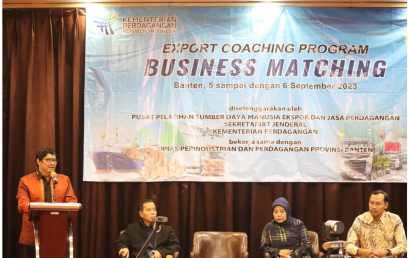 KEMENTERIAN
PERDAGANGAN
REPUBLIK INDONESIA
EXPORT COACHING PROGRAM
BUSINESS MATCHING
Banten, 5 sampai dengan 6 September 2023
diselenggarakan oleh
PUSAT PELATIHAN SUMBER DAYA MANUSIA EKSPOR DAN JASA PERDAGANGAN
SEKRETARIAT JENDERAL
KEMENTERIAN PERDAGANGAN
bekerja sama dengan
DINAS PERINDUSTRIAN DAN PERDAGANGAN PROVINSI BANTEN